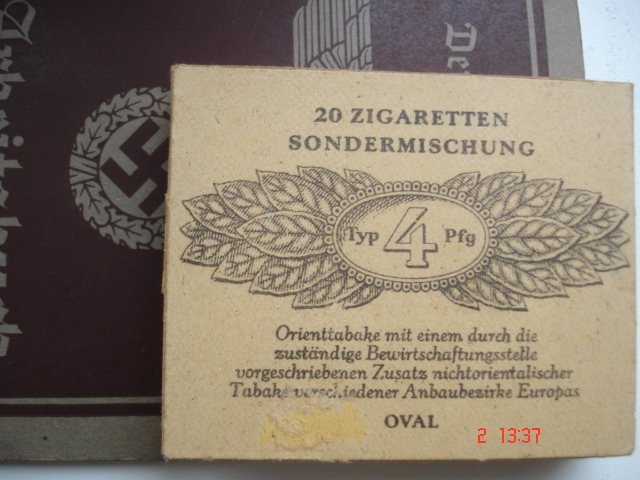 20 ZIGARETTEN
SONDERMISCHUNG
Typ 4 Pfg
Orienttabake mit einem durch die
zuständige Bewirtschaftungsstelle
vorgeschriebenen Zusatz nichtorientalischer
Tabake verschiedener Anbaubezirke Europas
OVAL
2 13:37
Arbeitsbuch